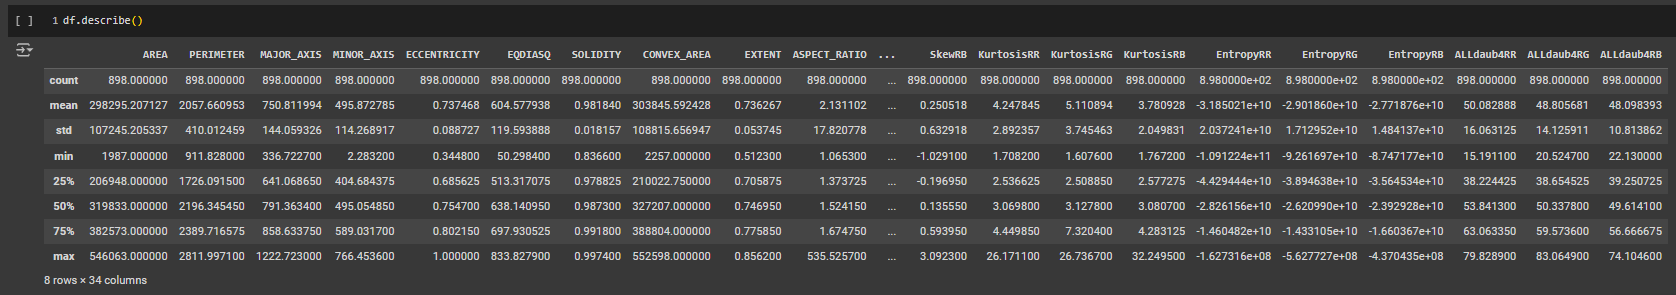 [ ] 1 df.describe()
AREA PERIMETER MAJOR_AXIS MINOR_AXIS ECCENTRICITY EQDIASQ SOLIDITY CONVEX_AREA EXTENT ASPECT_RATIO ... SkewRB KurtosisRR KurtosisRG KurtosisRB EntropyRR EntropyRG EntropyRB ALLdaub4RR ALLdaub4RG ALLdaub4RB
count 898.000000 898.000000 898.000000 898.000000 898.000000 898.000000 898.000000 898.000000 898.000000 898.000000 ... 898.000000 898.000000 898.000000 898.000000 8.980000e+02 8.980000e+02 8.980000e+02 898.000000 898.000000 898.000000
mean 298295.207127 2057.660953 750.811994 495.872785 0.737468 604.577938 0.981840 303845.592428 0.736267 2.131102 ... 0.250518 4.247845 5.110894 3.780928 -3.185021e+10 -2.901860e+10 -2.771876e+10 50.082888 48.805681 48.098393
std 107245.205337 410.012459 144.059326 114.268917 0.088727 119.593888 0.018157 108815.656947 0.053745 17.820778 ... 0.632918 2.892357 3.745463 2.049831 2.037241e+10 1.712952e+10 1.484137e+10 16.063125 14.125911 10.813862
min 1987.000000 911.828000 336.722700 2.283200 0.344800 50.298400 0.836600 2257.000000 0.512300 1.065300 ... -1.029100 1.708200 1.607600 1.767200 -1.091224e+11 -9.261697e+10 -8.747177e+10 15.191100 20.524700 22.130000
25% 206948.000000 1726.091500 641.068650 404.684375 0.685625 513.317075 0.978825 210022.750000 0.705875 1.373725 ... -0.196950 2.536625 2.508850 2.577275 -4.429444e+10 -3.894638e+10 -3.564534e+10 38.224425 38.654525 39.250725
50% 319833.000000 2196.345450 791.363400 495.054850 0.754700 638.140950 0.987300 327207.000000 0.746950 1.524150 ... 0.135550 3.069800 3.127800 3.080700 -2.826156e+10 -2.620990e+10 -2.392928e+10 53.841300 50.337800 49.614100
75% 382573.000000 2389.716575 858.633750 589.031700 0.802150 697.930525 0.991800 388804.000000 0.775850 1.674750 ... 0.593950 4.449850 7.320400 4.283125 -1.460482e+10 -1.433105e+10 -1.660367e+10 63.063350 59.573600 56.666675
max 546063.000000 2811.997100 1222.723000 766.453600 1.000000 833.827900 0.997400 552598.000000 0.856200 535.525700 ... 3.092300 26.171100 26.736700 32.249500 -1.627316e+08 -5.627727e+08 -4.370435e+08 79.828900 83.064900 74.104600
8 rows × 34 columns